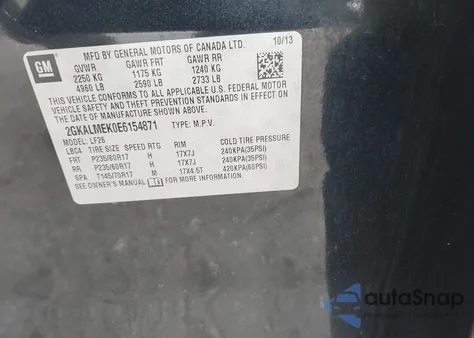 GM
MFD BY GENERAL MOTORS OF CANADA LTD. 10/13
GVWR GAWR FRT GAWR RR
2250 KG 1175 KG 1240 KG
4960 LB 2590 LB 2733 LB
THIS VEHICLE CONFORMS TO ALL APPLICABLE U.S. FEDERAL MOTOR
VEHICLE SAFETY AND THEFT PREVENTION STANDARDS IN EFFECT ON THE
DATE OF MANUFACTURE SHOWN ABOVE.
2GKALMEK0E6154871 TYPE: M.P.V.
MODEL: LF26
LBC4 TIRE SIZE SPEED RTG RIM COLD TIRE PRESSURE
FRT P235/60R17 H 17X7J 240KPA(35PSI)
RR P235/60R17 H 17X7J 240KPA(35PSI)
SPA T145/70R17 M 17X4.5T 420KPA(60PSI)
SEE OWNER'S MANUAL FOR MORE INFORMATION.
autoSnap